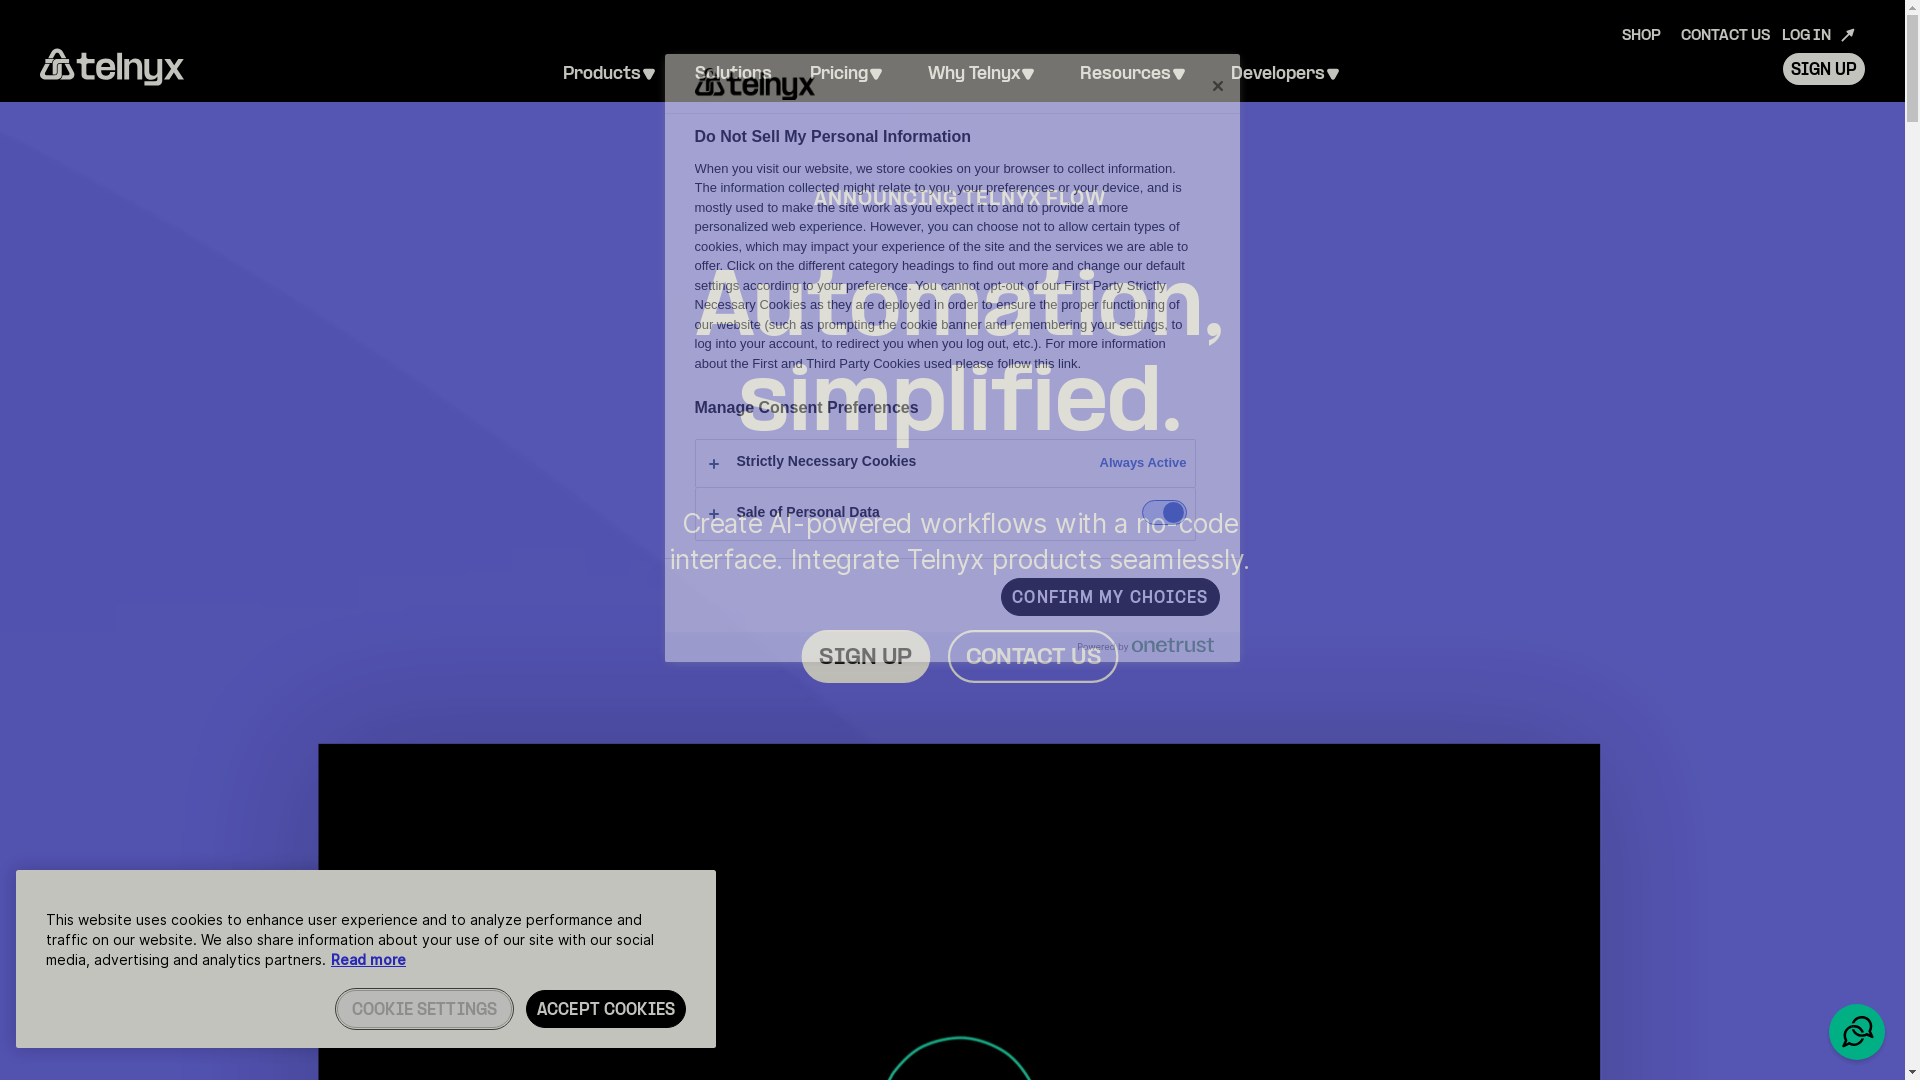 SHOP CONTACT US LOG IN
telnyx
Products Solutions Pricing Why Telnyx Resources Developers
SIGN UP
telnyx
Do Not Sell My Personal Information
When you visit our website, we store cookies on your browser to collect information.
The information collected might relate to you, your preferences or your device, and is
ANNOUNCING TELNYX FLOW
mostly used to make the site work as you expect it to and to provide a more
personalized web experience. However, you can choose not to allow certain types of
cookies, which may impact your experience of the site and the services we are able to
offer. Click on the different category headings to find out more and change our default
settings according to your preference. You cannot opt-out of our First Party Strictly
Necessary Cookies as they are deployed in order to ensure the proper functioning of
our website (such as prompting the cookie banner and remembering your settings, to
log into your account, to redirect you when you log out, etc.). For more information
about the First and Third Party Cookies used please follow this link.
Automation,
simplified.
Manage Consent Preferences
Strictly Necessary Cookies Always Active
Sale of Personal Data
Create AI-powered workflows with a no-code
interface. Integrate Telnyx products seamlessly.
CONFIRM MY CHOICES
Powered by onetrust
SIGN UP CONTACT US
This website uses cookies to enhance user experience and to analyze performance and
traffic on our website. We also share information about your use of our site with our social
media, advertising and analytics partners. Read more
COOKIE SETTINGS ACCEPT COOKIES